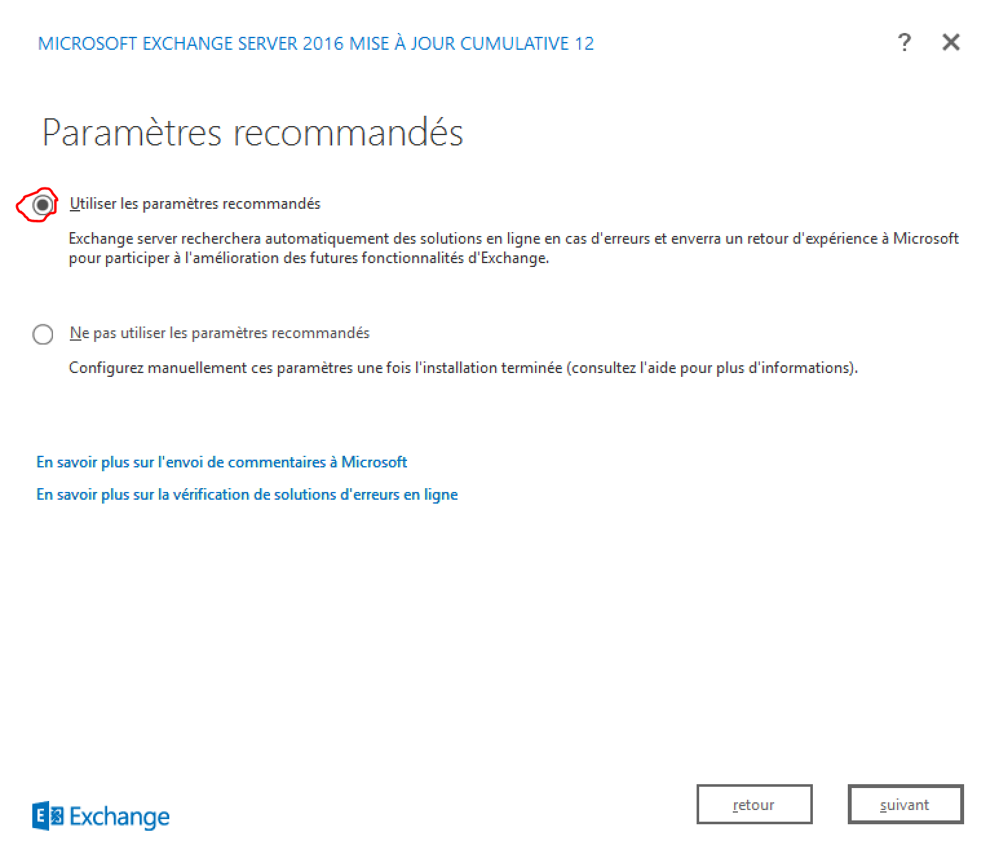 MICROSOFT EXCHANGE SERVER 2016 MISE À JOUR CUMULATIVE 12
?
Paramètres recommandés
Utiliser les paramètres recommandés
Exchange server recherchera automatiquement des solutions en ligne en cas d'erreurs et enverra un retour d'expérience à Microsoft
pour participer à l'amélioration des futures fonctionnalités d'Exchange.
Ne pas utiliser les paramètres recommandés
Configurez manuellement ces paramètres une fois l'installation terminée (consultez l'aide pour plus d'informations).
En savoir plus sur l'envoi de commentaires à Microsoft
En savoir plus sur la vérification de solutions d'erreurs en ligne
Exchange
retour
suivant